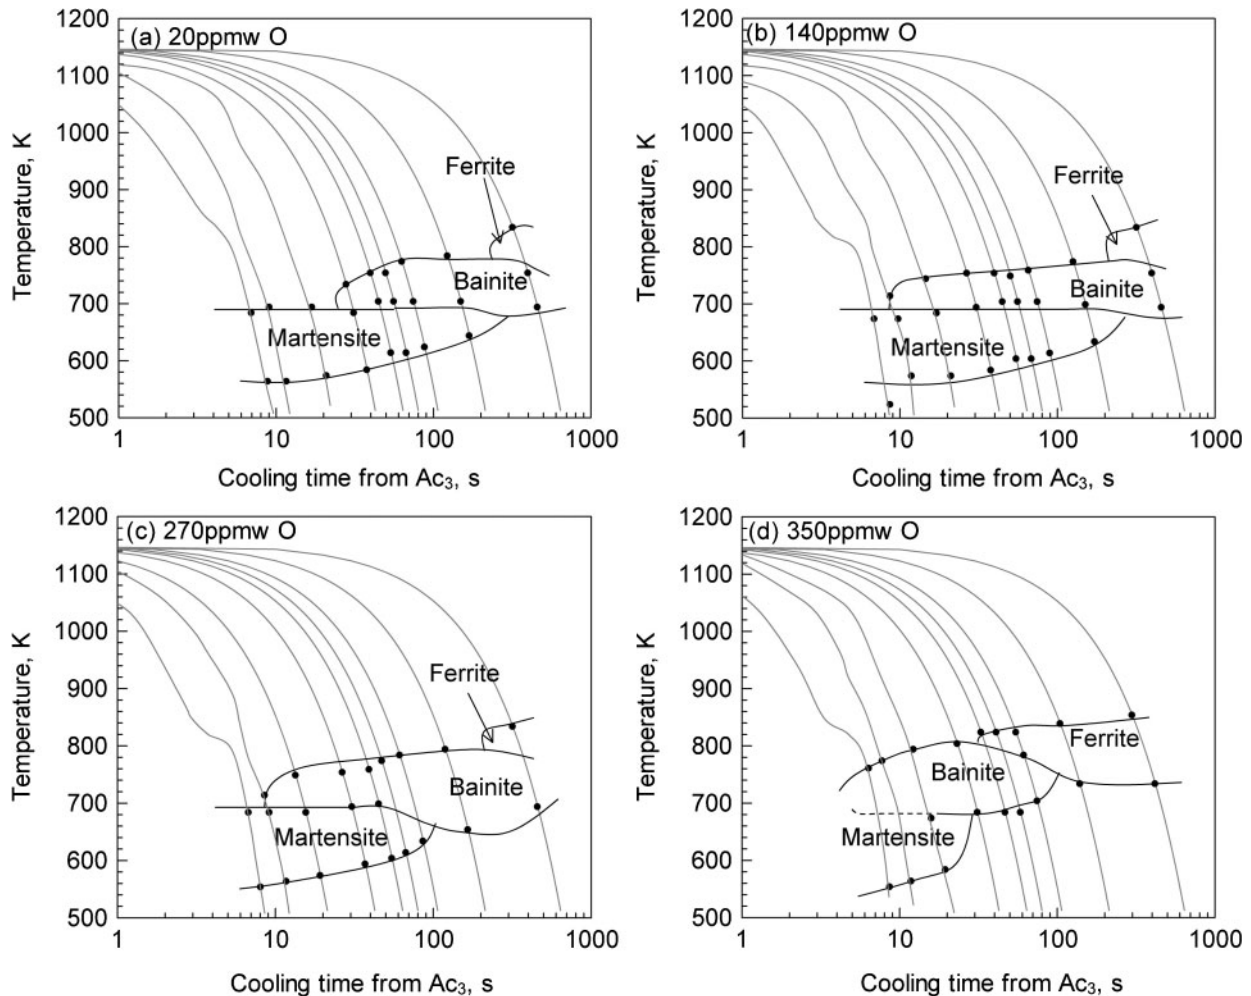 1200
(a) 20ppmw O
1100
1000
900
800
700
600
500
Temperature, K
Ferrite
Bainite
Martensite
1
10
100
1000
Cooling time from Ac₃, s
1200
(b) 140ppmw O
1100
1000
900
800
700
600
500
Temperature, K
Ferrite
Bainite
Martensite
1
10
100
1000
Cooling time from Ac₃, s
1200
(c) 270ppmw O
1100
1000
900
800
700
600
500
Temperature, K
Ferrite
Bainite
Martensite
1
10
100
1000
Cooling time from Ac₃, s
1200
(d) 350ppmw O
1100
1000
900
800
700
600
500
Temperature, K
Ferrite
Bainite
Martensite
1
10
100
1000
Cooling time from Ac₃, s